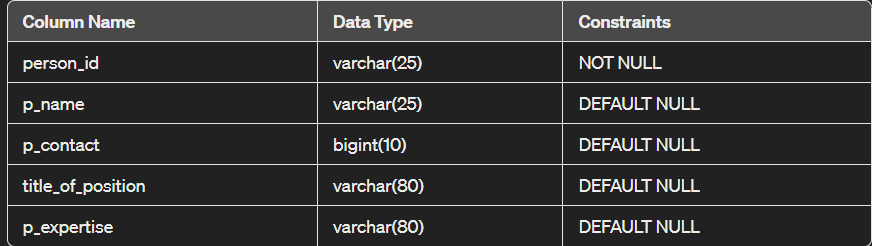 Column Name Data Type Constraints
person_id varchar(25) NOT NULL
p_name varchar(25) DEFAULT NULL
p_contact bigint(10) DEFAULT NULL
title_of_position varchar(80) DEFAULT NULL
p_expertise varchar(80) DEFAULT NULL